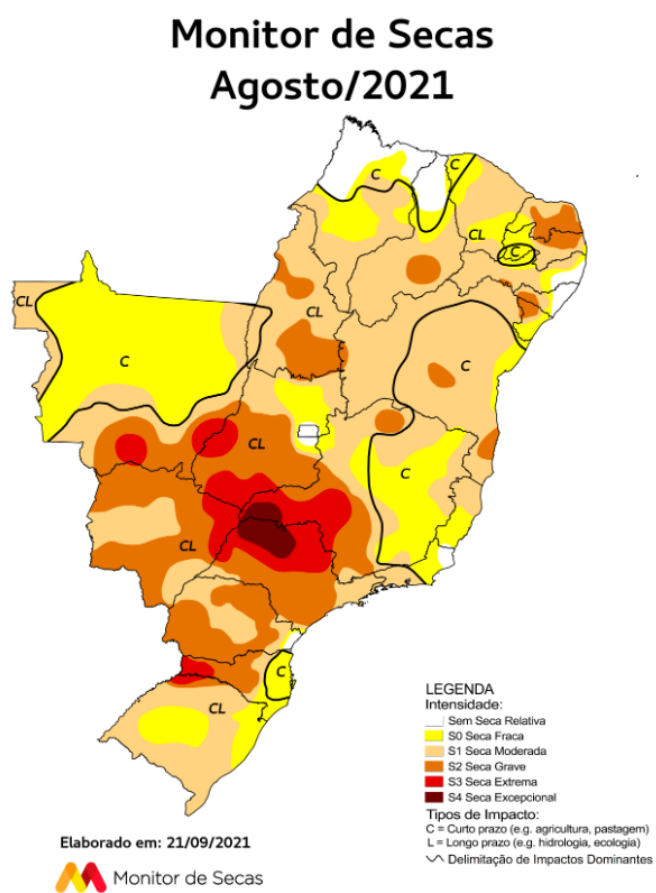 Monitor de Secas
Agosto/2021
C
C
CL
C
CL
CL
C
C
CL
C
CL
C
CL
LEGENDA
Intensidade:
Sem Seca Relativa
S0 Seca Fraca
S1 Seca Moderada
S2 Seca Grave
S3 Seca Extrema
S4 Seca Excepcional
Tipos de Impacto:
C = Curto prazo (e.g. agricultura, pastagem)
L = Longo prazo (e.g. hidrologia, ecologia)
Delimitação de Impactos Dominantes
Elaborado em: 21/09/2021
Monitor de Secas